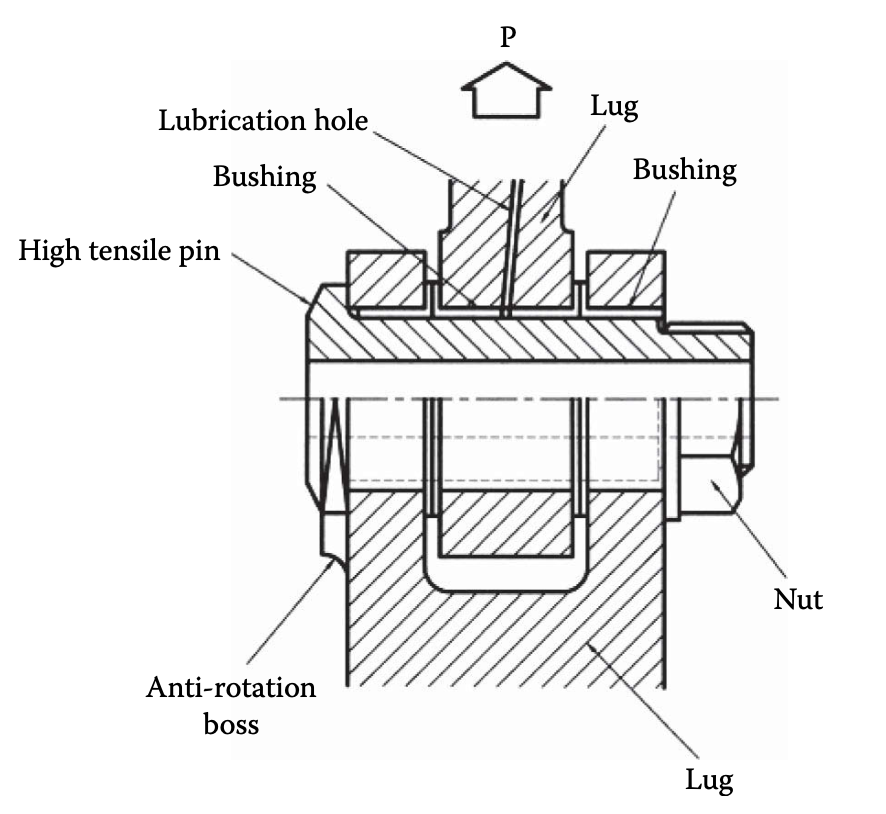 P
Lug
Lubrication hole
Bushing
Bushing
High tensile pin
Nut
Anti-rotation
boss
Lug